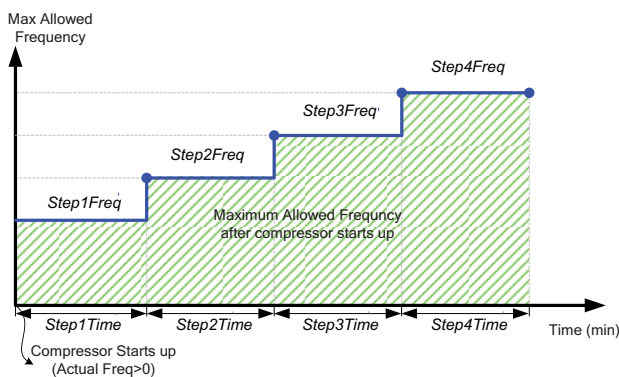 Max Allowed
Frequency
Step4Freq
Step3Freq'
Step2Freq
Step1Freq'
Maximum Allowed Frequncy
after compressor starts up
Step1Time
Step2Time
Step3Time
Step4Time
Time (min)
Compressor Starts up
(Actual Freq>0)